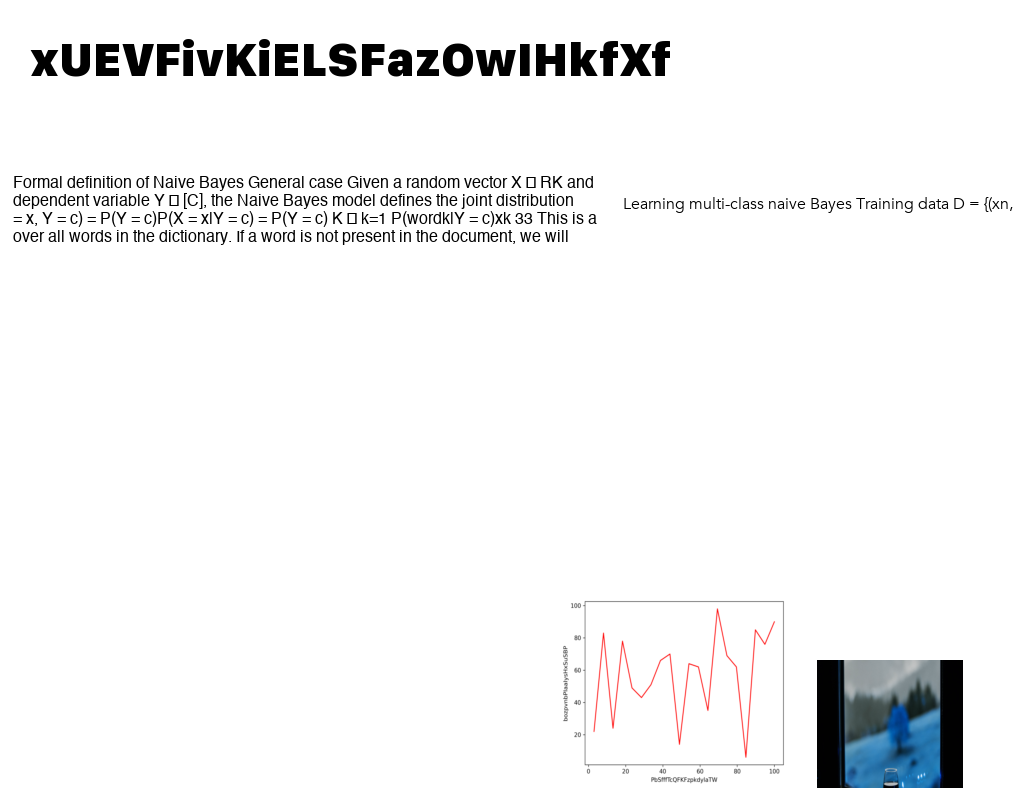 xUEVFivKiELSFazOwIHkfXf
Formal definition of Naive Bayes General case Given a random vector X □ RK and
dependent variable Y □ [C], the Naive Bayes model defines the joint distribution
= x, Y = c) = P(Y = c)P(X = x|Y = c) = P(Y = c) K □ k=1 P(wordk|Y = c)xk 33 This is a
over all words in the dictionary. If a word is not present in the document, we will
Learning multi-class naive Bayes Training data D = {(xn,
100
80
60
40
20
0 20 40 60 80 100
PbSfffTcQFKFzpkdylaTW